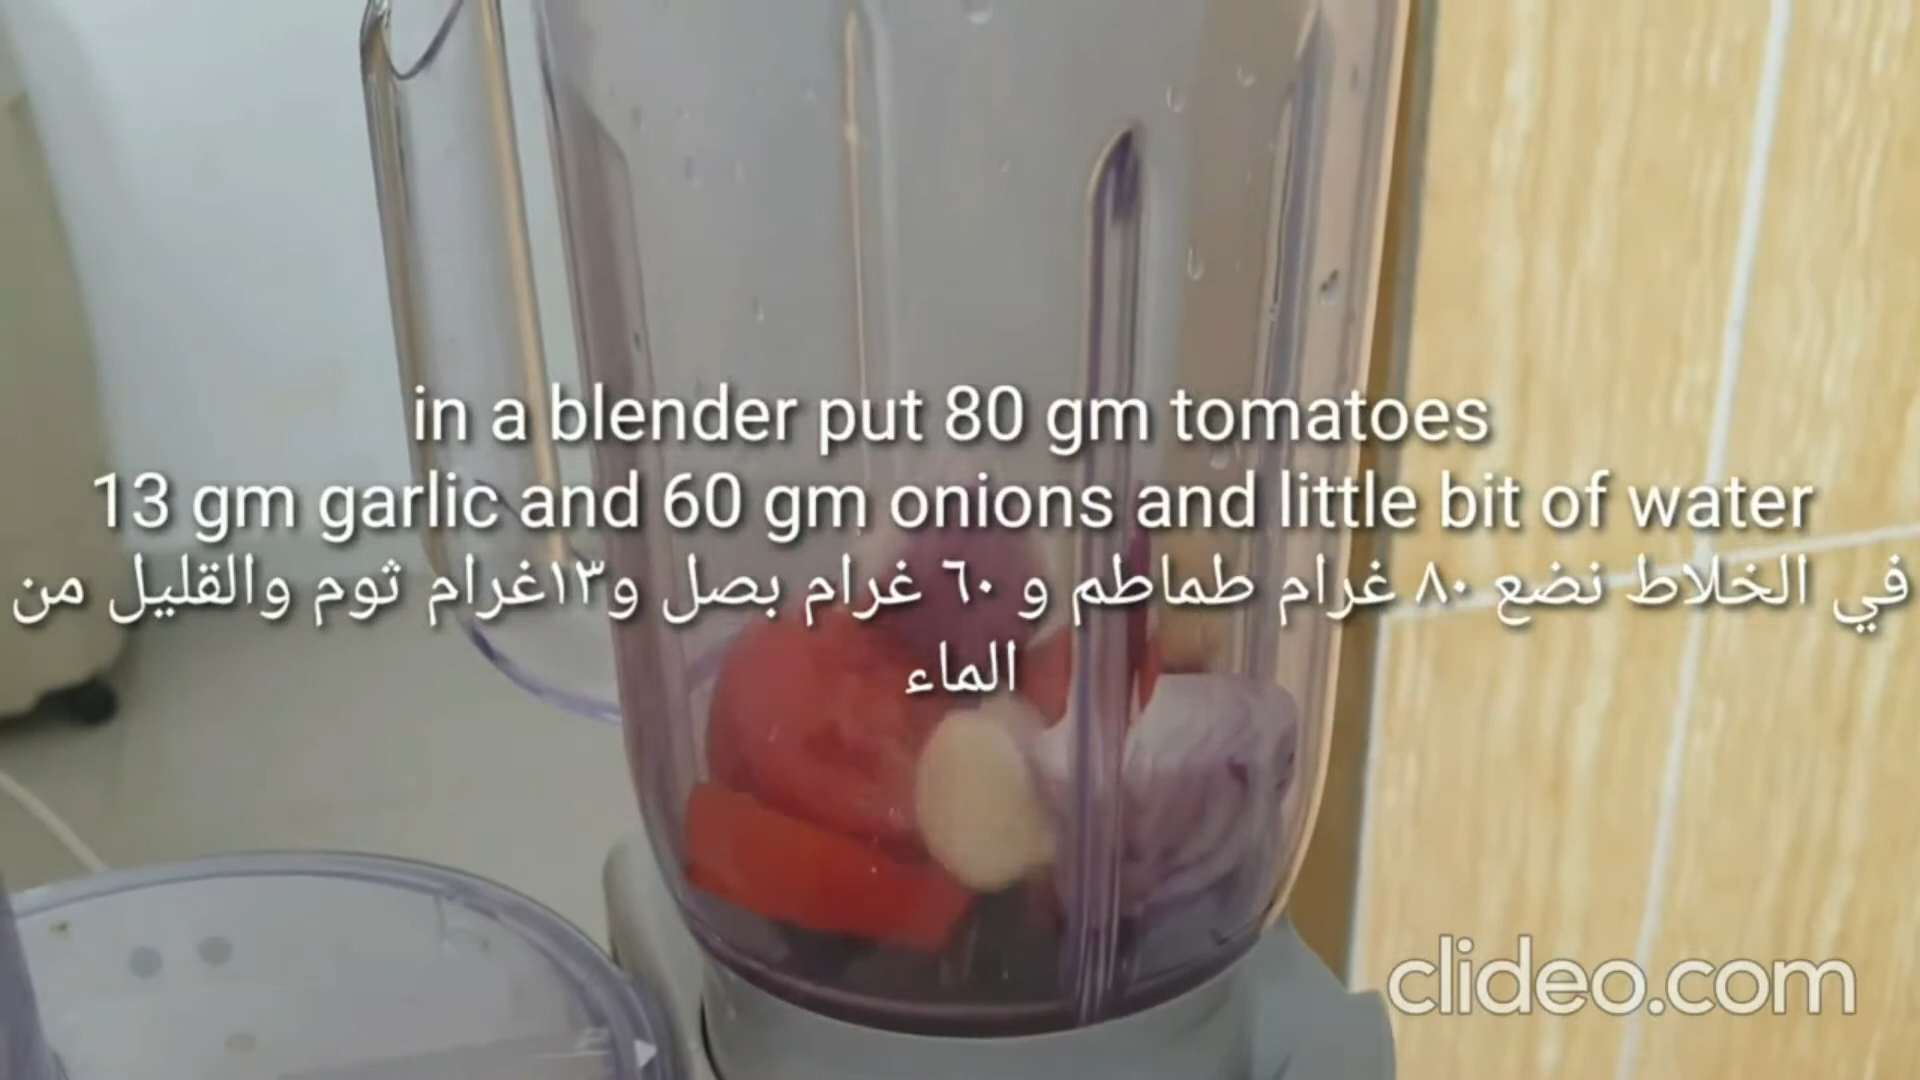 in a blender put 80 gm tomatoes
13 gm garlic and 60 gm onions and little bit of water
في الخلاط نضع ٨٠ غرام طماطم و ٦٠ غرام بصل و١٣غرام ثوم والقليل من
الماء
clideo.com